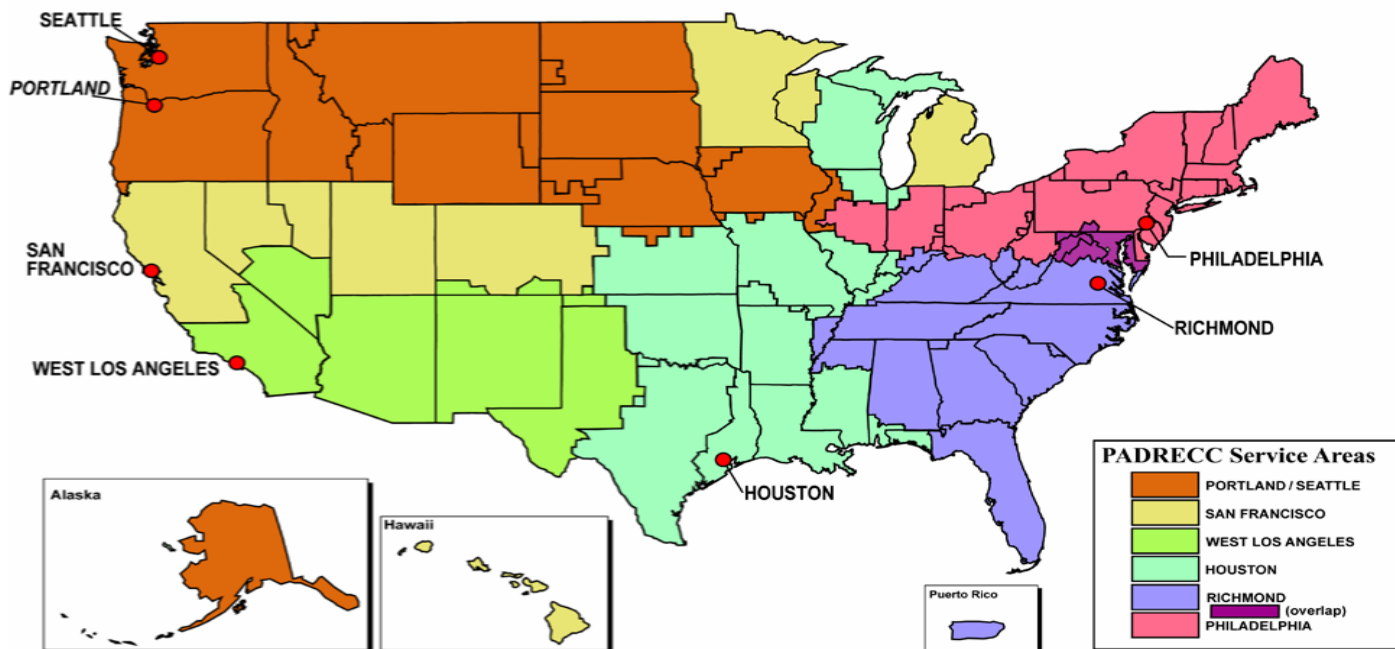 SEATTLE
PORTLAND
SAN
FRANCISCO
WEST LOS ANGELES
HOUSTON
PHILADELPHIA
RICHMOND
Alaska
Hawaii
Puerto Rico
PADRECC Service Areas
PORTLAND / SEATTLE
SAN FRANCISCO
WEST LOS ANGELES
HOUSTON
RICHMOND
(overlap)
PHILADELPHIA